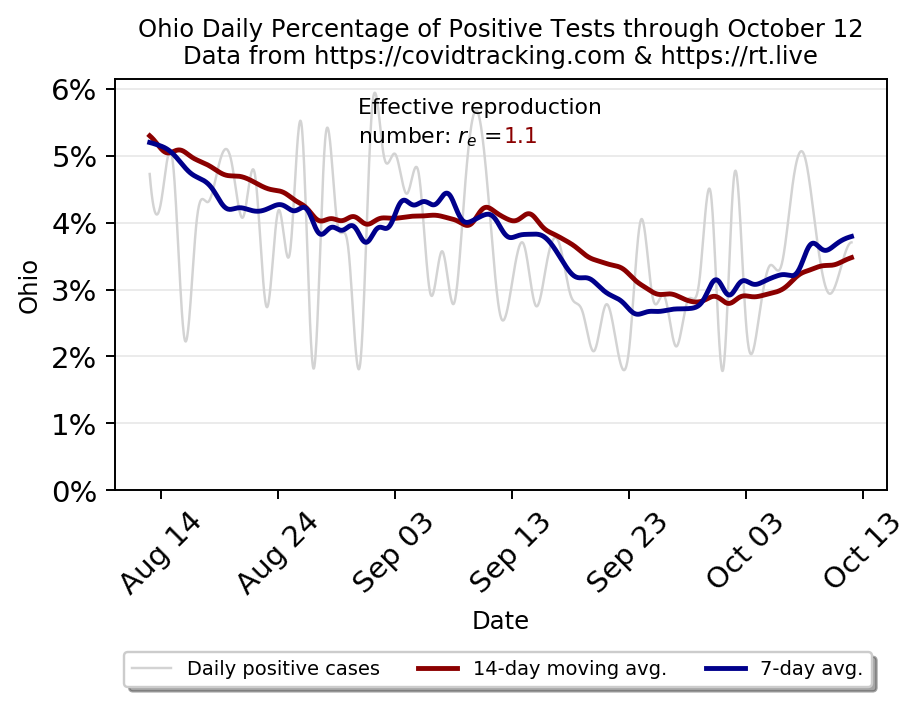 Ohio Daily Percentage of Positive Tests through October 12
Data from https://covidtracking.com & https://rt.live
6%
Effective reproduction
number: rₑ =1.1
5%
4%
3%
2%
1%
0%
Ohio
Aug 14
Aug 24
Sep 03
Sep 13
Sep 23
Oct 03
Oct 13
Date
Daily positive cases 14-day moving avg. 7-day avg.